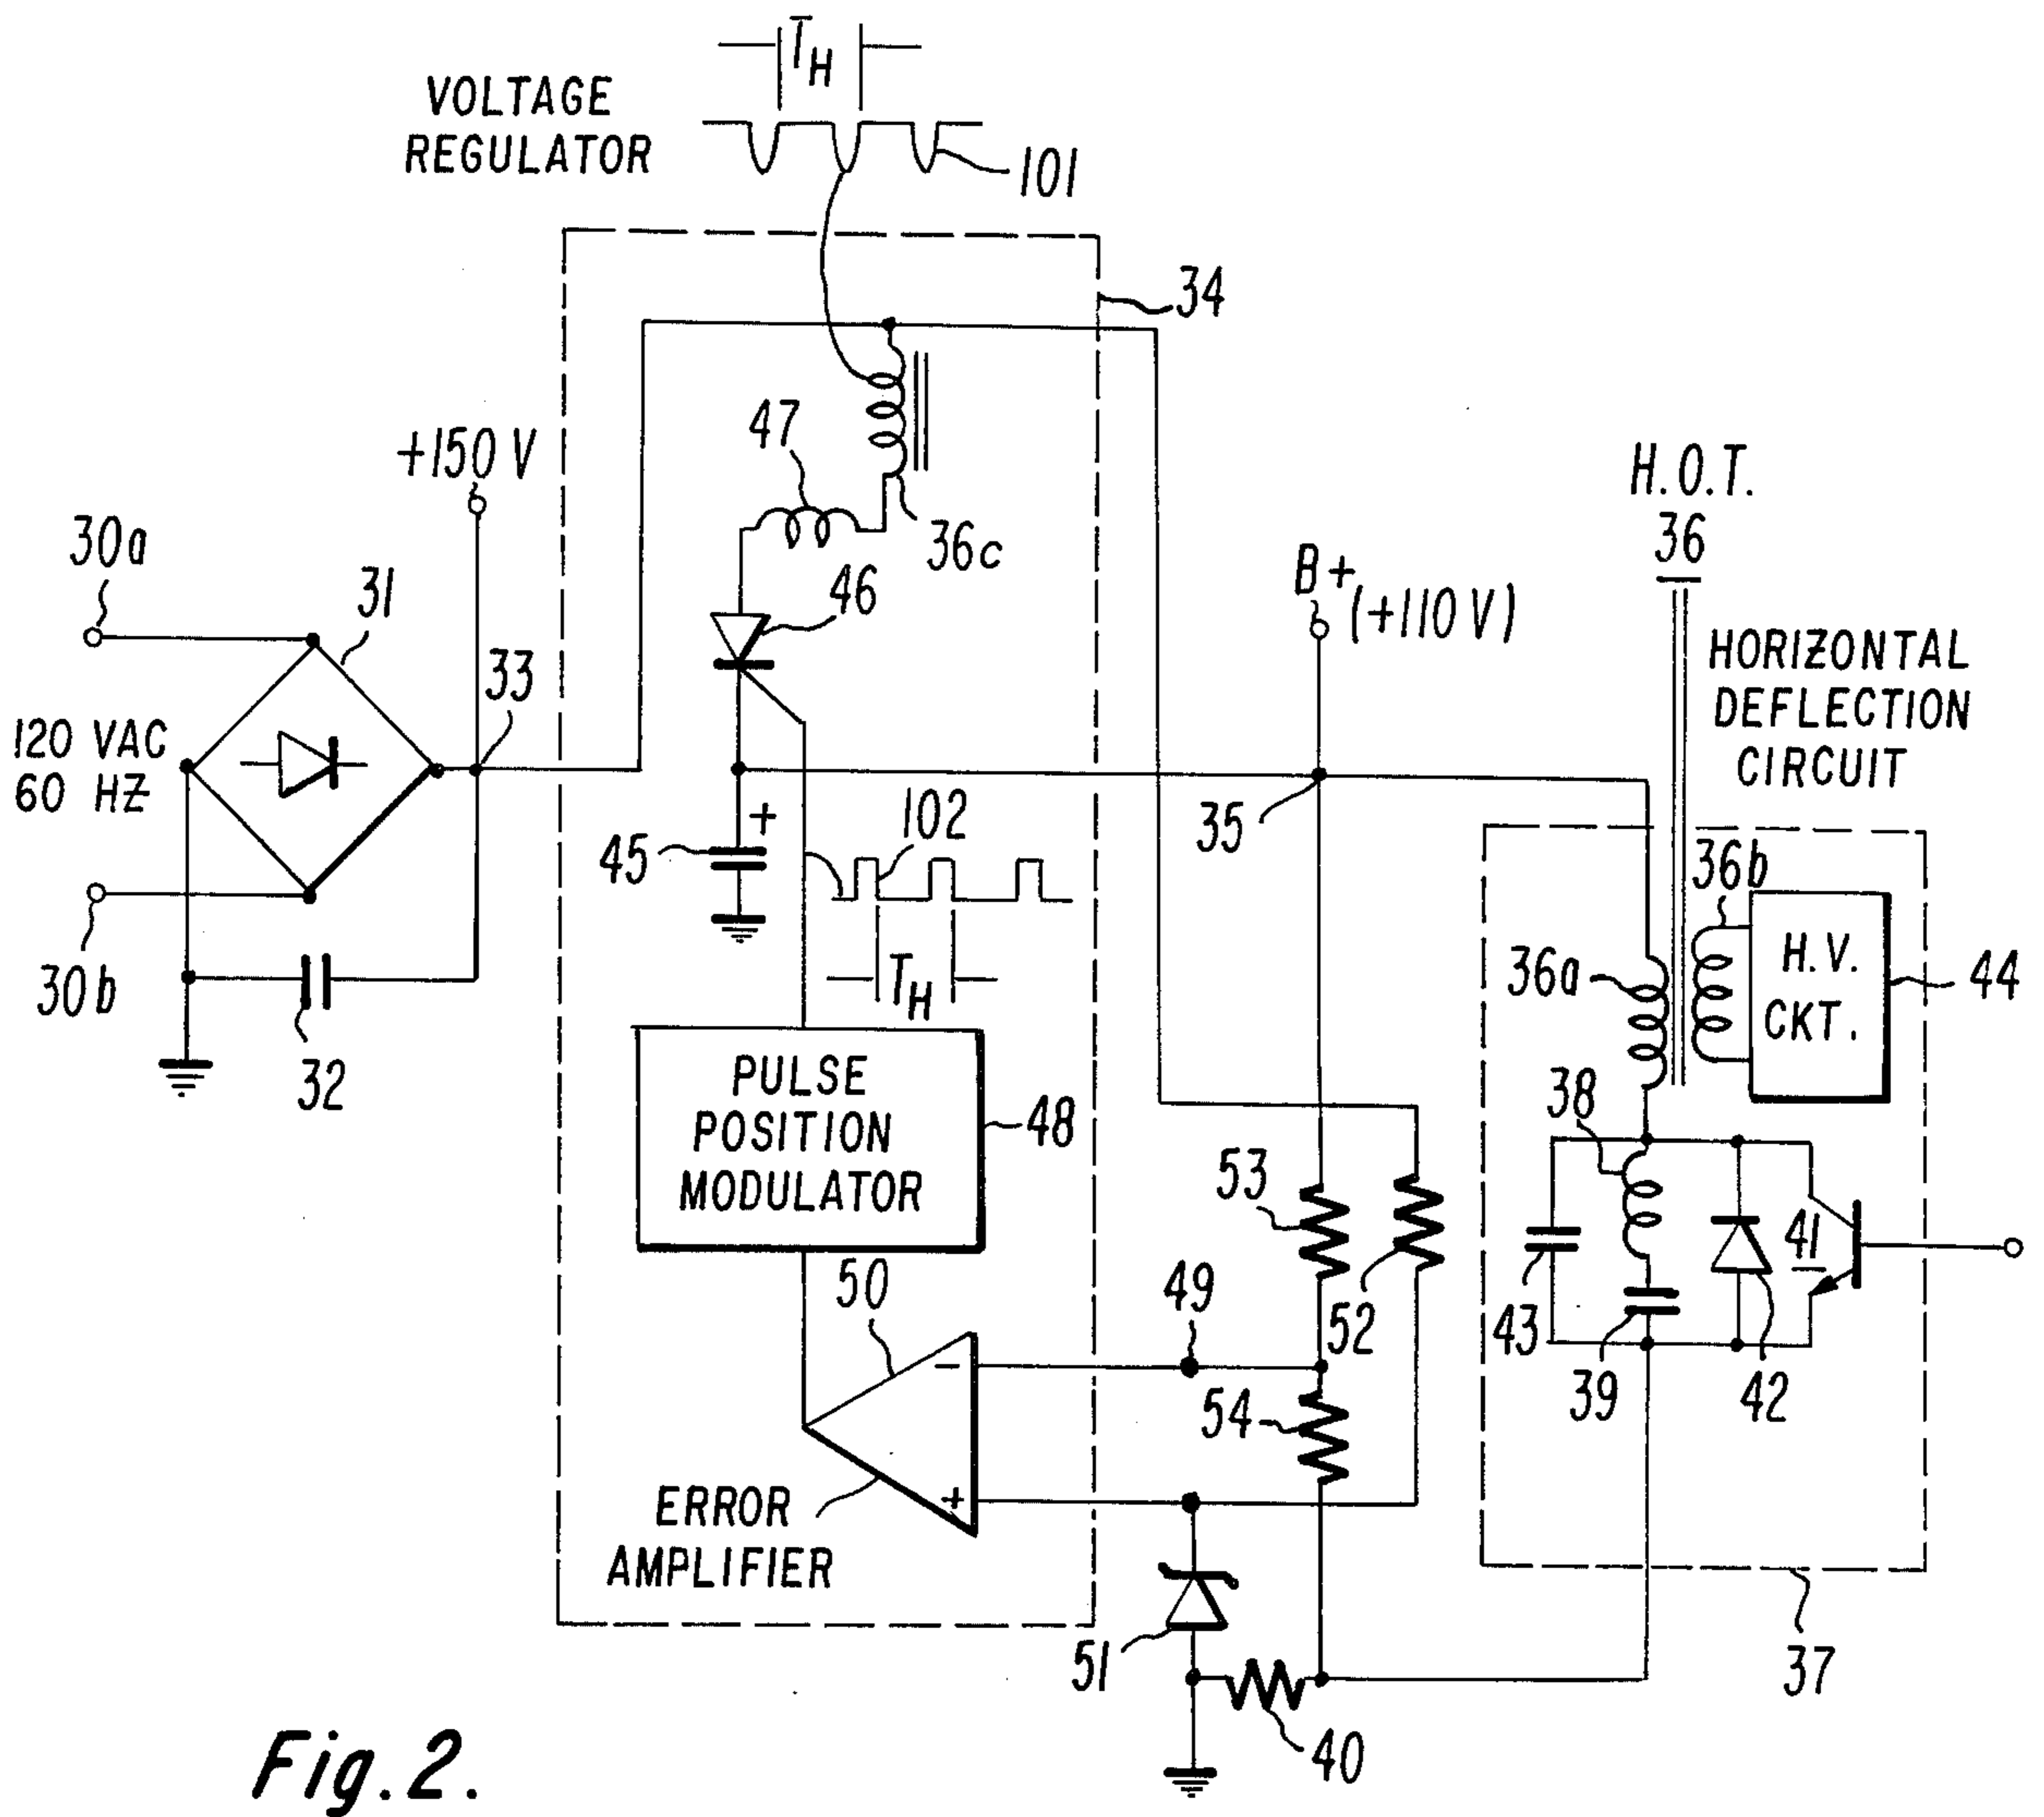 T_H
VOLTAGE
REGULATOR
101
34
47
+150 V
36c
H.O.T.
36
30a
31
46
B+
(+110 V)
HORIZONTAL
DEFLECTION
CIRCUIT
33
120 VAC
60 HZ
+
45
102
35
36b
H.V.
CKT.
44
36a
30b
T_H
32
PULSE
POSITION
MODULATOR
48
38
53
41
50
49
52
43
39
42
-
54
+
ERROR
AMPLIFIER
51
37
40
Fig. 2.